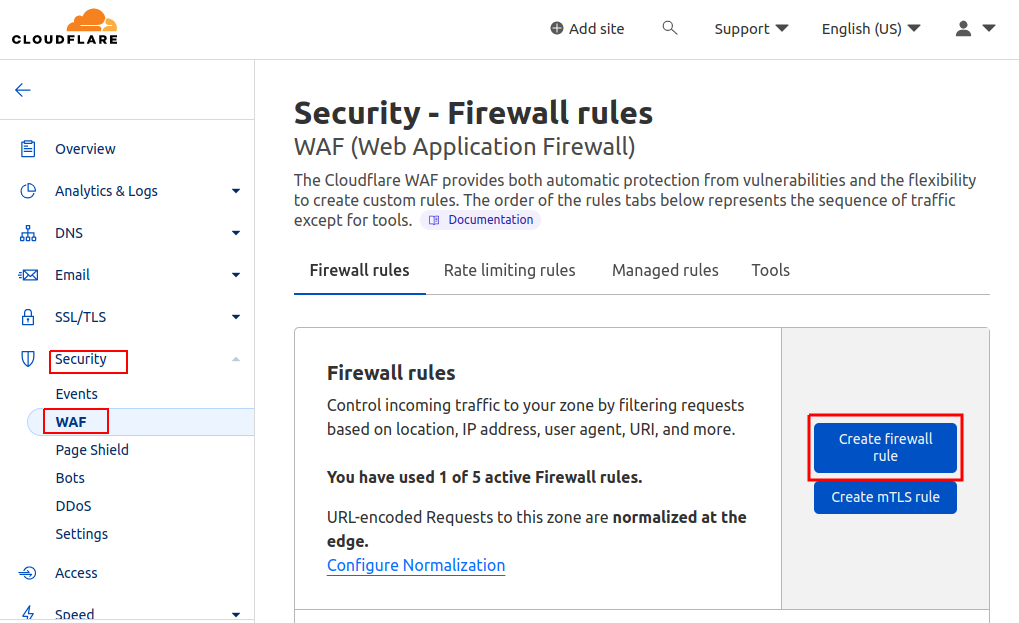 CLOUDFLARE
Add site
Support
English (US)
Overview
Analytics & Logs
DNS
Email
SSL/TLS
Security
Events
WAF
Page Shield
Bots
DDoS
Settings
Access
Speed
Security - Firewall rules
WAF (Web Application Firewall)
The Cloudflare WAF provides both automatic protection from vulnerabilities and the flexibility
to create custom rules. The order of the rules tabs below represents the sequence of traffic
except for tools. Documentation
Firewall rules
Rate limiting rules
Managed rules
Tools
Firewall rules
Control incoming traffic to your zone by filtering requests
based on location, IP address, user agent, URI, and more.
You have used 1 of 5 active Firewall rules.
URL-encoded Requests to this zone are normalized at the
edge.
Configure Normalization
Create firewall
rule
Create mTLS rule